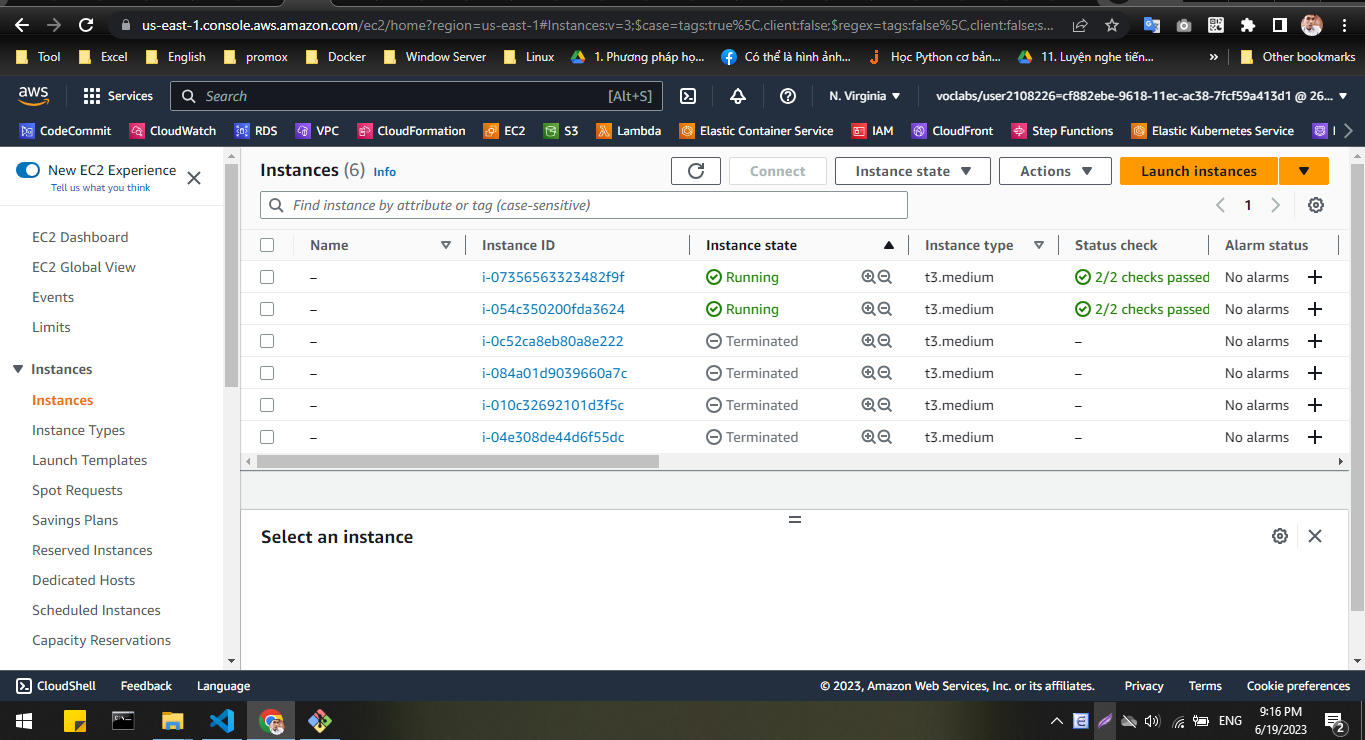 us-east-1.console.aws.amazon.com/ec2/home?region=us-east-1#Instances:v=3;$case=tags:true%5C,client:false;$regex=tags:false%5C,client:false;s...
Tool Excel English promox Docker Window Server Linux 1. Phương pháp họ... Có thể là hình ảnh... Học Python cơ bản... 11. Luyện nghe tiến... » Other bookmarks
aws Services Search [Alt+S] N. Virginia voclabs/user2108226=cf882ebe-9618-11ec-ac38-7fcf59a413d1 @ 26...
CodeCommit CloudWatch RDS VPC CloudFormation EC2 S3 Lambda Elastic Container Service IAM CloudFront Step Functions Elastic Kubernetes Service
New EC2 Experience
Tell us what you think
EC2 Dashboard
EC2 Global View
Events
Limits
Instances
Instances
Instance Types
Launch Templates
Spot Requests
Savings Plans
Reserved Instances
Dedicated Hosts
Scheduled Instances
Capacity Reservations
Instances (6) Info Connect Instance state Actions Launch instances
Find instance by attribute or tag (case-sensitive) 1
Name Instance ID Instance state Instance type Status check Alarm status
– i-07356563323482f9f Running t3.medium 2/2 checks passed No alarms +
– i-054c350200fda3624 Running t3.medium 2/2 checks passed No alarms +
– i-0c52ca8eb80a8e222 Terminated t3.medium – No alarms +
– i-084a01d9039660a7c Terminated t3.medium – No alarms +
– i-010c32692101d3f5c Terminated t3.medium – No alarms +
– i-04e308de44d6f55dc Terminated t3.medium – No alarms +
Select an instance
CloudShell Feedback Language © 2023, Amazon Web Services, Inc. or its affiliates. Privacy Terms Cookie preferences
ENG 9:16 PM
6/19/2023 2